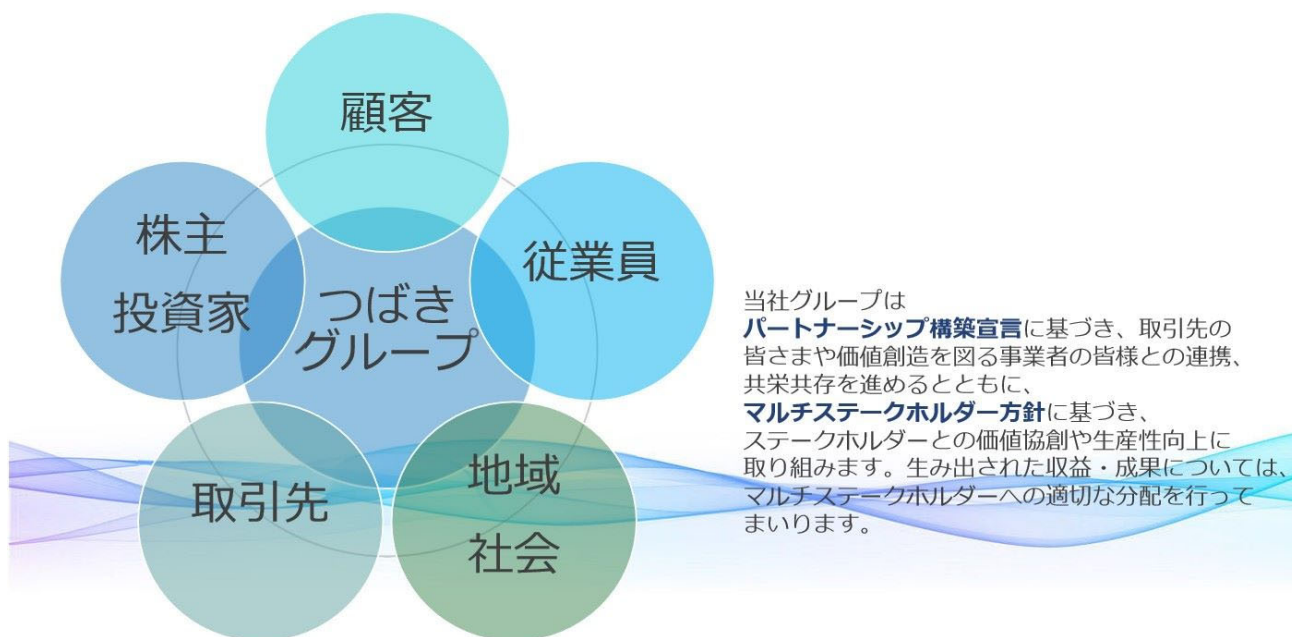 顧客
株主
投資家
つばき
グループ
従業員
取引先
地域
社会
当社グループは
パートナーシップ構築宣言に基づき、取引先の
皆さまや価値創造を図る事業者の皆様との連携、
共栄共存を進めるとともに、
マルチステークホルダー方針に基づき、
ステークホルダーとの価値協創や生産性向上に
取り組みます。生み出された収益・成果については、
マルチステークホルダーへの適切な分配を行って
まいります。